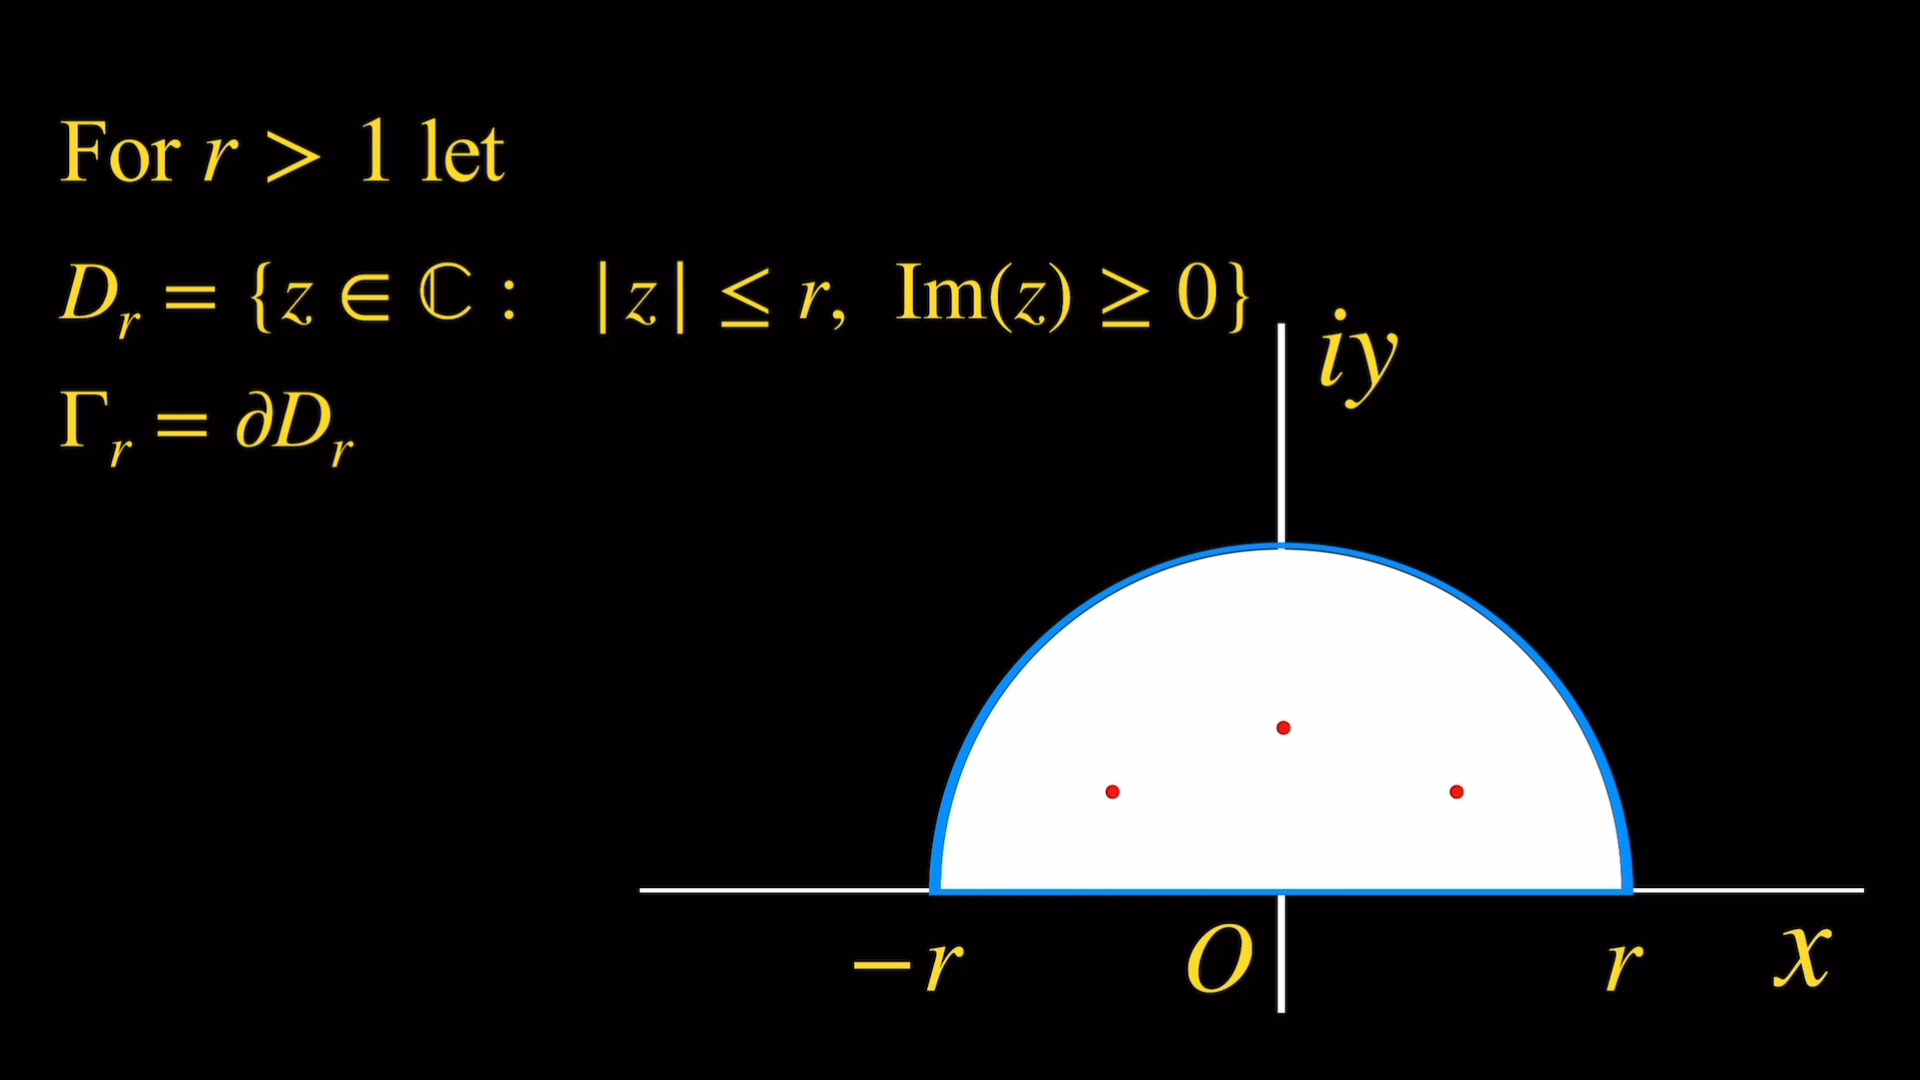 For r > 1 let
D_r = {z ∈ ℂ : |z| ≤ r, Im(z) ≥ 0}
iy
Γ_r = ∂D_r
−r O r x